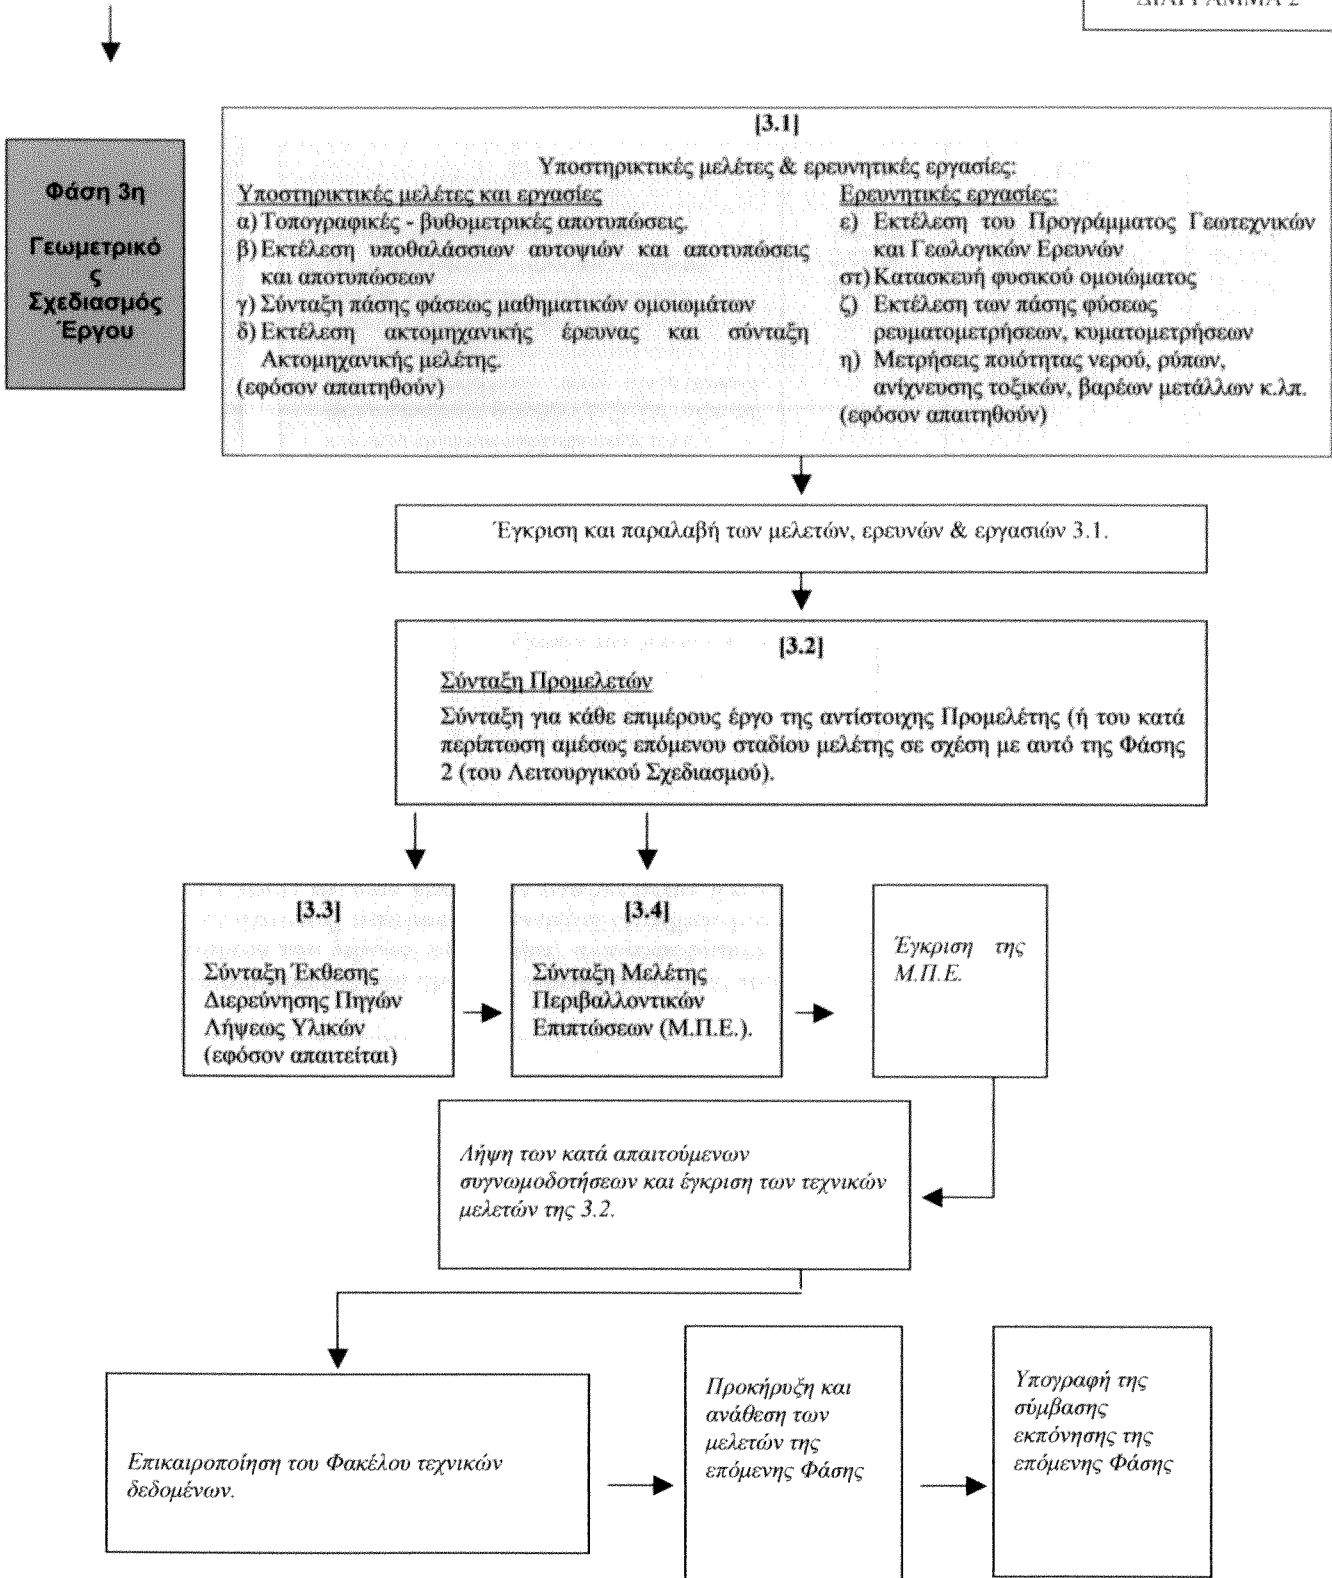 ΔΙΑΓΡΑΜΜΑ 2
Φάση 3η
Γεωμετρικό
ς
Σχεδιασμός
Έργου
[3.1]
Υποστηρικτικές μελέτες & ερευνητικές εργασίες:
Υποστηρικτικές μελέτες και εργασίες
α) Τοπογραφικές - βυθομετρικές αποτυπώσεις.
β) Εκτέλεση υποθαλάσσιων αυτοψιών και αποτυπώσεις
και αποτυπώσεων
γ) Σύνταξη πάσης φάσεως μαθηματικών ομοιωμάτων
δ) Εκτέλεση ακτομηχανικής έρευνας και σύνταξη
Ακτομηχανικής μελέτης.
(εφόσον απαιτηθούν)
Ερευνητικές εργασίες:
ε) Εκτέλεση του Προγράμματος Γεωτεχνικών
και Γεωλογικών Ερευνών
στ) Κατασκευή φυσικού ομοιώματος
ζ) Εκτέλεση των πάσης φύσεως
ρευματομετρήσεων, κυματομετρήσεων
η) Μετρήσεις ποιότητας νερού, ρύπων,
ανίχνευσης τοξικών, βαρέων μετάλλων κ.λπ.
(εφόσον απαιτηθούν)
Έγκριση και παραλαβή των μελετών, ερευνών & εργασιών 3.1.
[3.2]
Σύνταξη Προμελετών
Σύνταξη για κάθε επιμέρους έργο της αντίστοιχης Προμελέτης (ή του κατά
περίπτωση αμέσως επόμενου σταδίου μελέτης σε σχέση με αυτό της Φάσης
2 (του Λειτουργικού Σχεδιασμού).
[3.3]
Σύνταξη Έκθεσης
Διερεύνησης Πηγών
Λήψεως Υλικών
(εφόσον απαιτείται)
[3.4]
Σύνταξη Μελέτης
Περιβαλλοντικών
Επιπτώσεων (Μ.Π.Ε.).
Έγκριση της
Μ.Π.Ε.
Λήψη των κατά απαιτούμενων
συγνωμοδοτήσεων και έγκριση των τεχνικών
μελετών της 3.2.
Επικαιροποίηση του Φακέλου τεχνικών
δεδομένων.
Προκήρυξη και
ανάθεση των
μελετών της
επόμενης Φάσης
Υπογραφή της
σύμβασης
εκπόνησης της
επόμενης Φάσης